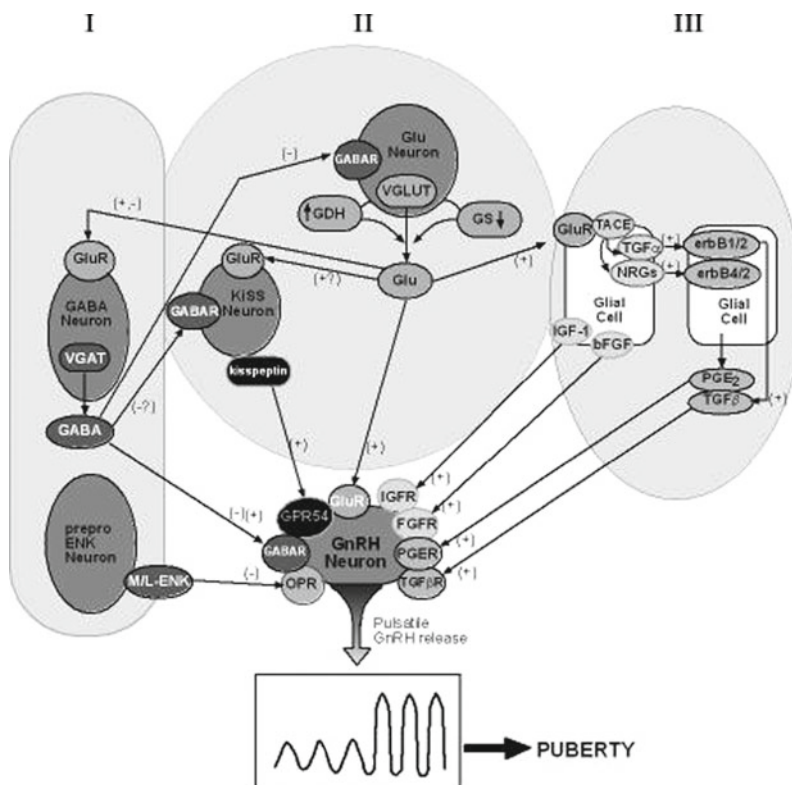 I
II
III
Glu
Neuron
GABAR
(-)
VGLUT
↑GDH
GS↓
(+,-)
GluR
GluR
(+?)
Glu
(+)
GluR
TACE
TGFα
(+)
erbB1/2
NRGs
(+)
erbB4/2
GABA
Neuron
KiSS
Neuron
GABAR
Glial
Cell
Glial
Cell
VGAT
IGF-1
bFGF
kisspeptin
PGE2
TGFβ
(+)
(-?)
GABA
(+)
(+)
(+)
(+)
(-)(+)
GPR54
GluR
IGFR
FGFR
prepro
ENK
Neuron
GABAR
GnRH
Neuron
PGER
(+)
M/L-ENK
(-)
OPR
TGFβR
(+)
Pulsatile
GnRH release
PUBERTY